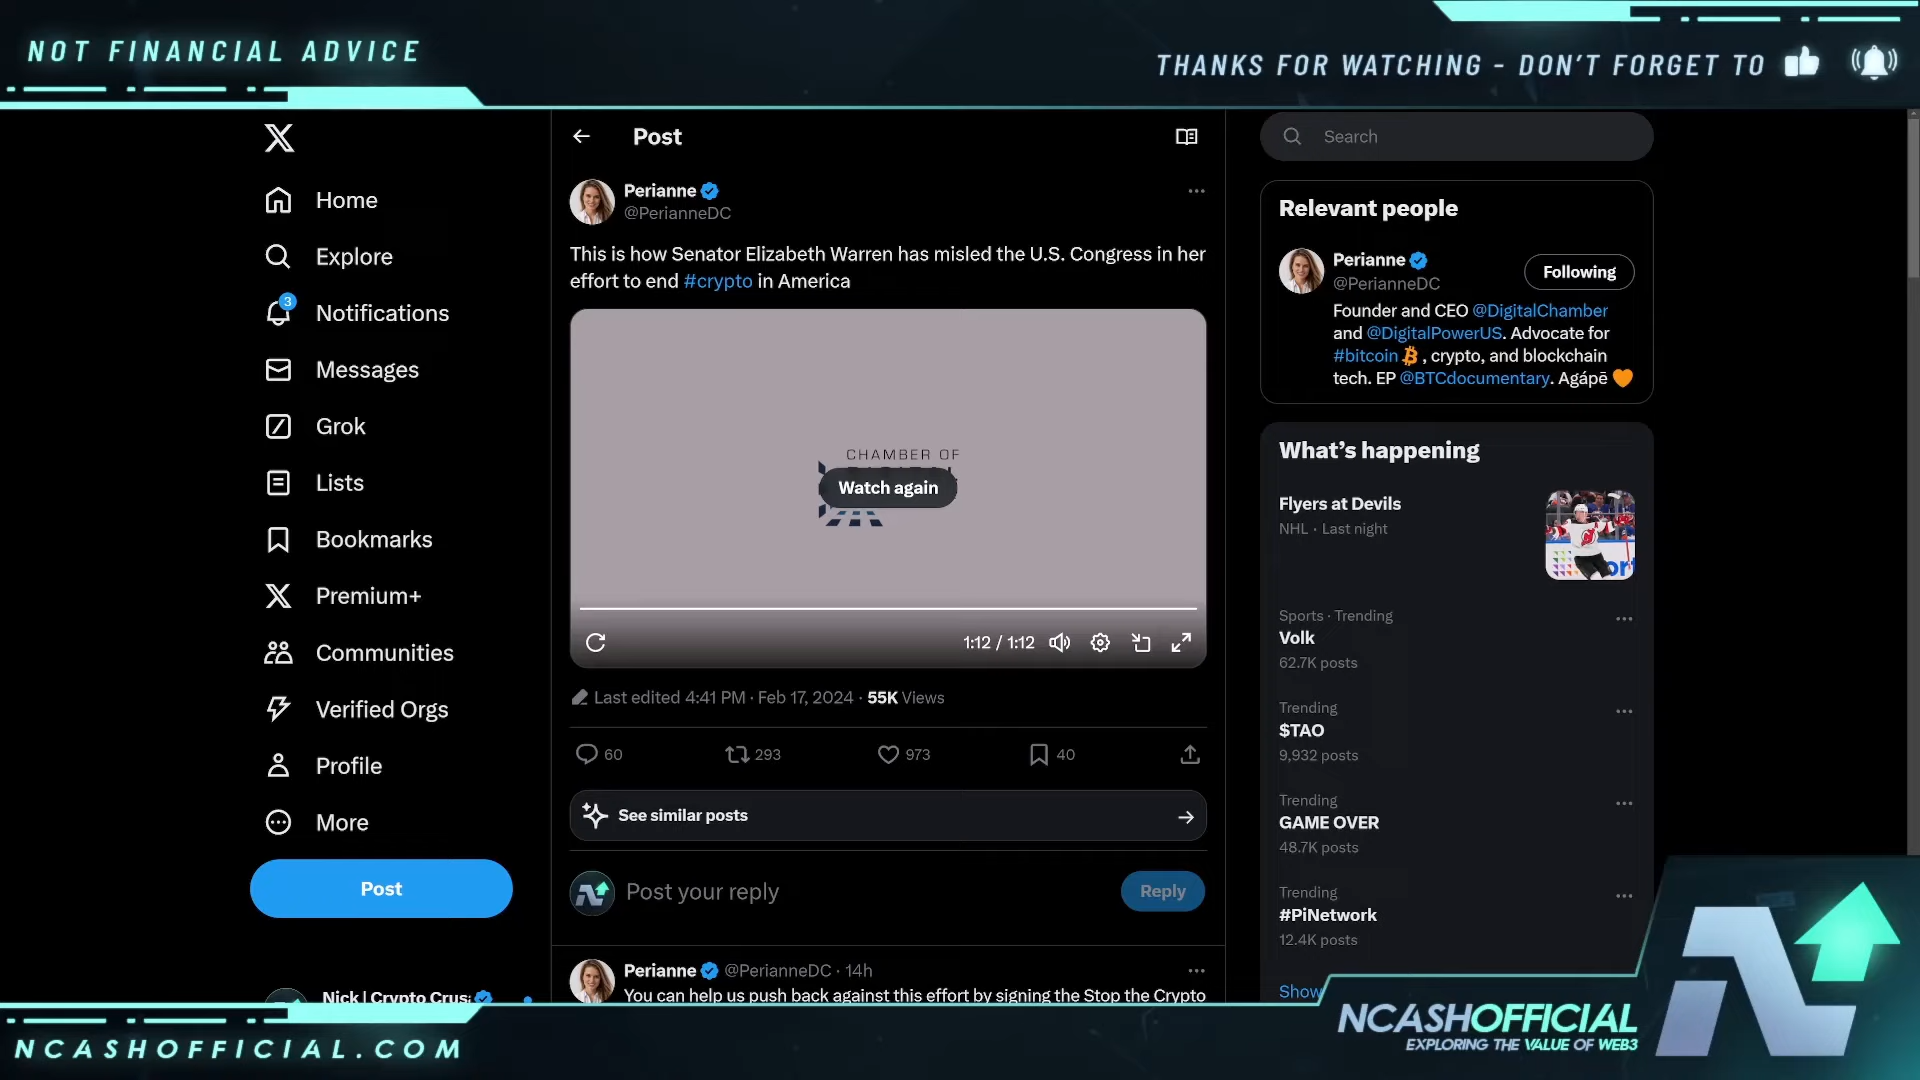 NOT FINANCIAL ADVICE
THANKS FOR WATCHING - DON'T FORGET TO
Home
Explore
3
Notifications
Messages
Grok
Lists
Bookmarks
Premium+
Communities
Verified Orgs
Profile
More
Post
Nick | Crypto Crus
Post
Perianne
@PerianneDC
This is how Senator Elizabeth Warren has misled the U.S. Congress in her
effort to end #crypto in America
CHAMBER OF
Watch again
1:12 / 1:12
Last edited 4:41 PM · Feb 17, 2024 · 55K Views
60
293
973
40
See similar posts
Post your reply
Reply
Perianne @PerianneDC · 14h
You can help us push back against this effort by signing the Stop the Crypto
Search
Relevant people
Perianne
@PerianneDC
Following
Founder and CEO @DigitalChamber
and @DigitalPowerUS. Advocate for
#bitcoin , crypto, and blockchain
tech. EP @BTCdocumentary. Agápē
What's happening
Flyers at Devils
NHL · Last night
Sports · Trending
Volk
62.7K posts
Trending
$TAO
9,932 posts
Trending
GAME OVER
48.7K posts
Trending
#PiNetwork
12.4K posts
Show
NCASHOFFICIAL.COM
NCASHOFFICIAL
EXPLORING THE VALUE OF WEB3